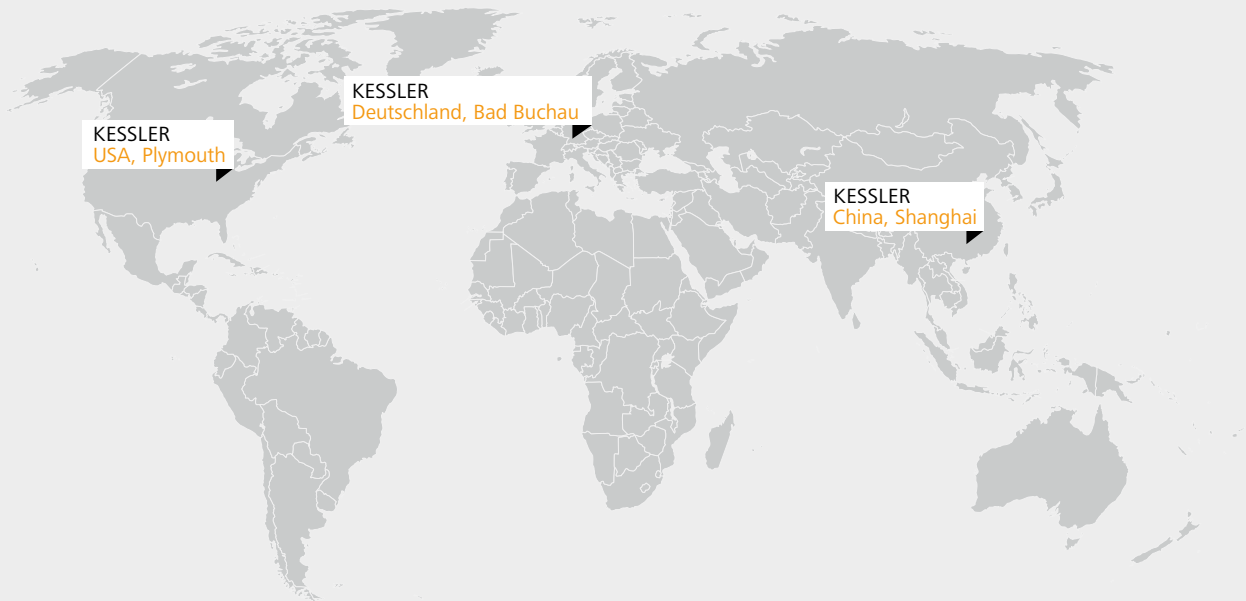 KESSLER
Deutschland, Bad Buchau
KESSLER
USA, Plymouth
KESSLER
China, Shanghai